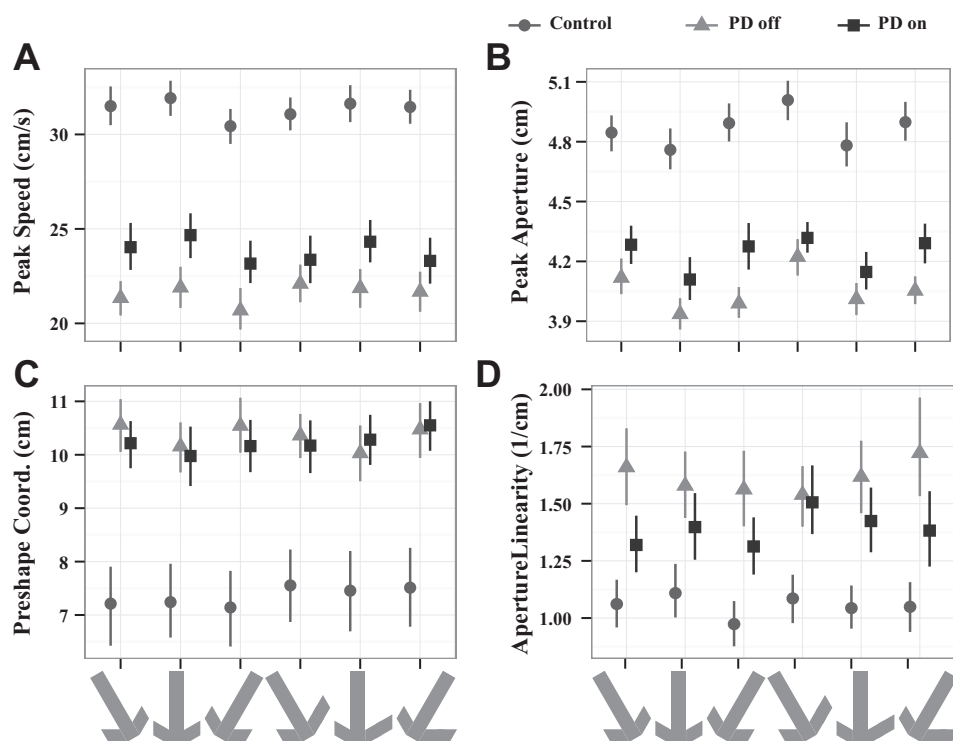 Control PD off PD on
A
Peak Speed (cm/s)
30
25
20
B
Peak Aperture (cm)
5.1
4.8
4.5
4.2
3.9
C
Preshape Coord. (cm)
11
10
9
8
7
D
ApertureLinearity (1/cm)
2.00
1.75
1.50
1.25
1.00